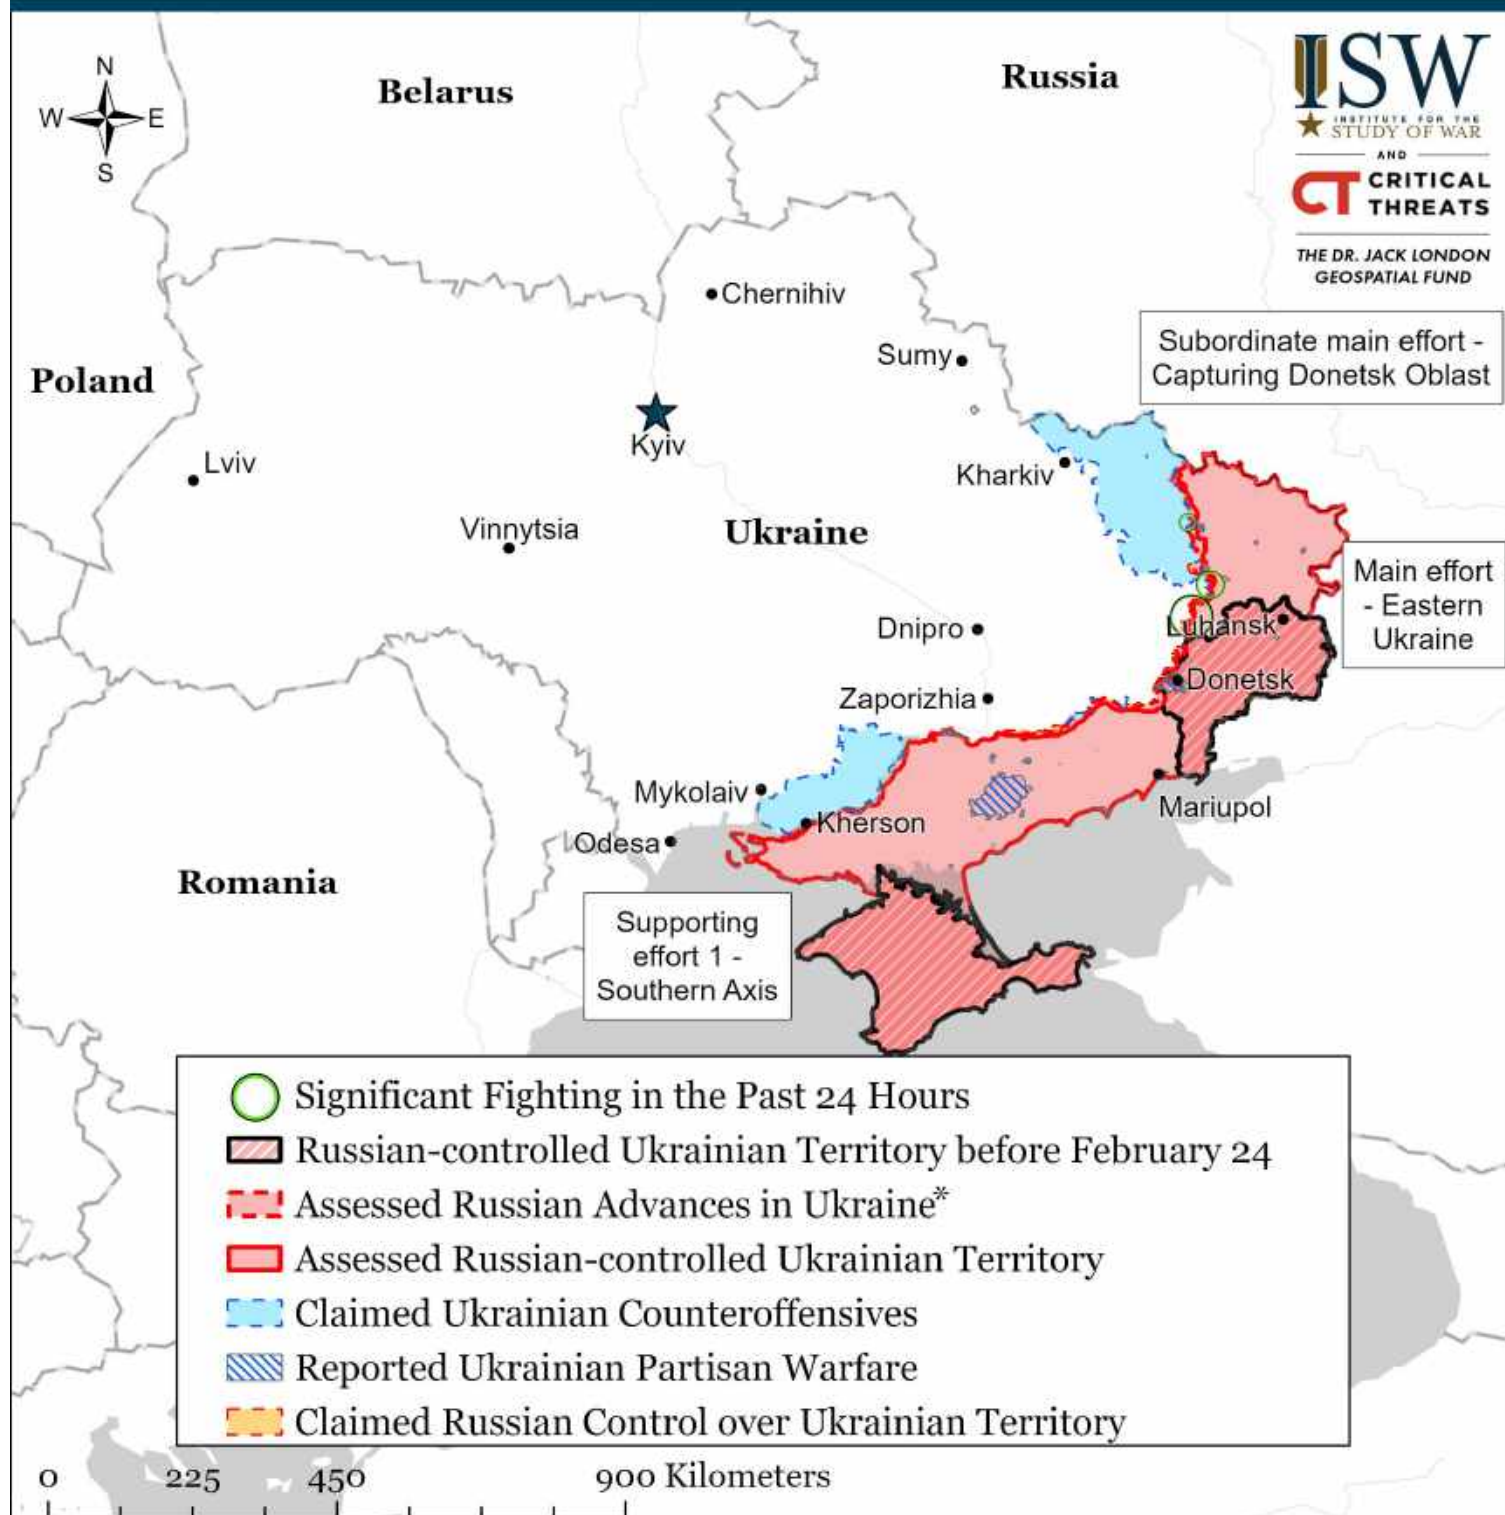 N
W E
S
Belarus
Russia
ISW
INSTITUTE FOR THE
STUDY OF WAR
AND
CT CRITICAL
THREATS
THE DR. JACK LONDON
GEOSPATIAL FUND
Chernihiv
Subordinate main effort -
Capturing Donetsk Oblast
Sumy
Poland
Kyiv
Lviv
Kharkiv
Vinnytsia
Ukraine
Main effort
- Eastern
Ukraine
Dnipro
Luhansk
Donetsk
Zaporizhia
Mykolaiv
Mariupol
Kherson
Odesa
Romania
Supporting
effort 1 -
Southern Axis
Significant Fighting in the Past 24 Hours
Russian-controlled Ukrainian Territory before February 24
Assessed Russian Advances in Ukraine*
Assessed Russian-controlled Ukrainian Territory
Claimed Ukrainian Counteroffensives
Reported Ukrainian Partisan Warfare
Claimed Russian Control over Ukrainian Territory
0 225 450 900 Kilometers